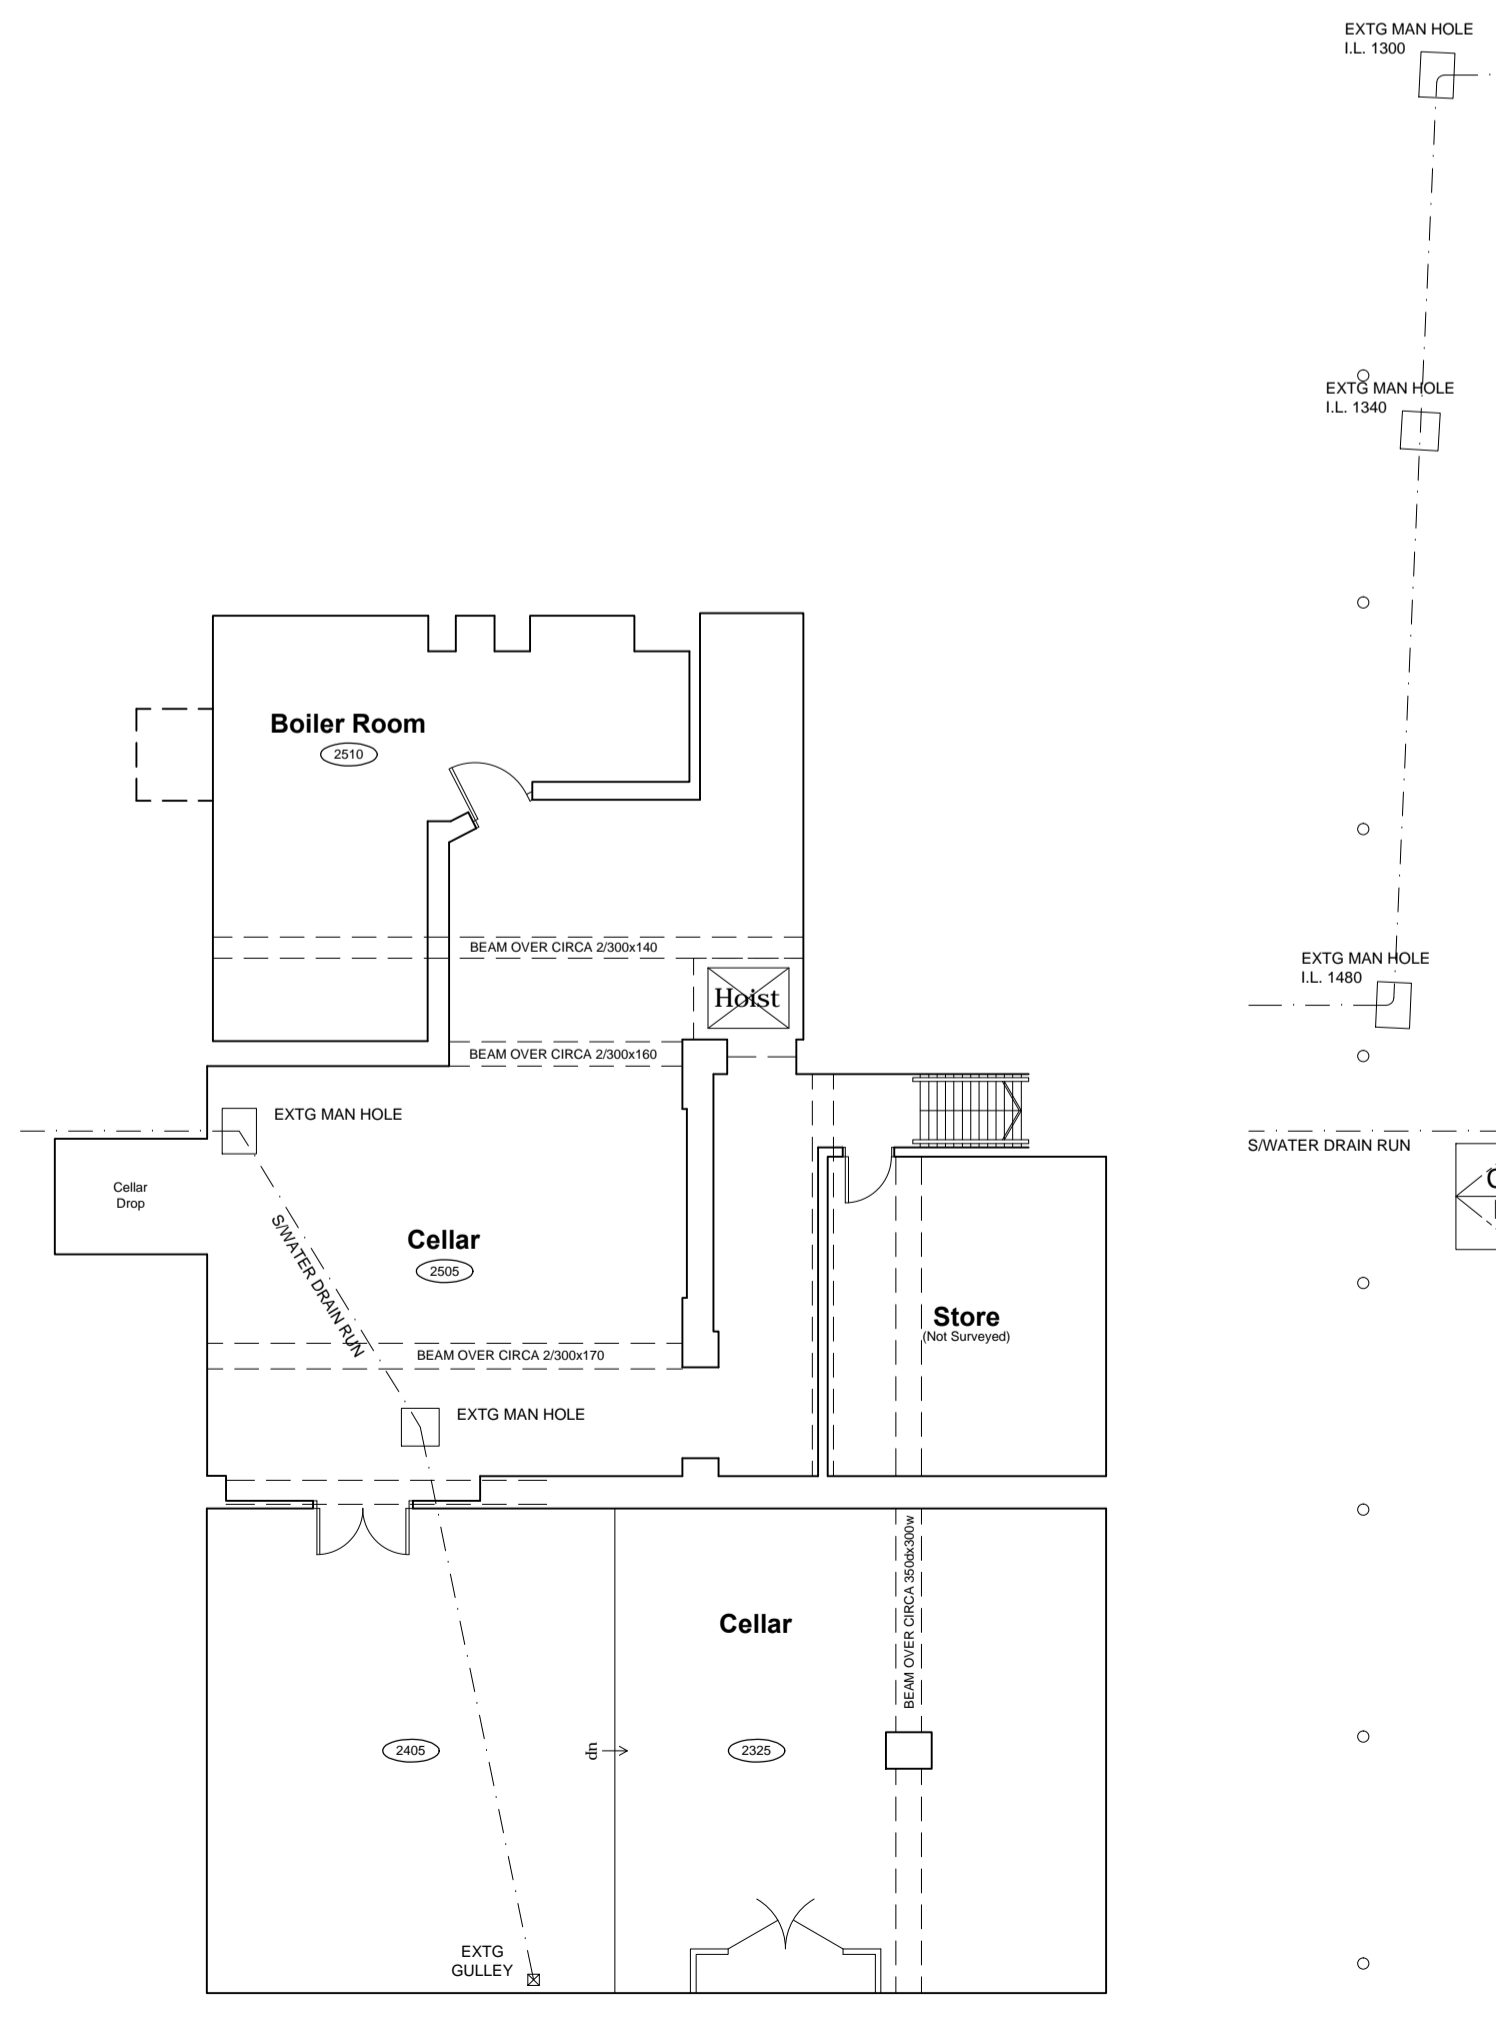 EXTG MAN HOLE
I.L. 1300
EXTG MAN HOLE
I.L. 1340
Boiler Room
2510
BEAM OVER CIRCA 2/300x140
EXTG MAN HOLE
I.L. 1480
Hoist
BEAM OVER CIRCA 2/300x160
EXTG MAN HOLE
S/WATER DRAIN RUN
Cellar
Drop
S/WATER DRAIN RUN
Cellar
2505
Store
(Not Surveyed)
BEAM OVER CIRCA 2/300x170
EXTG MAN HOLE
BEAM OVER CIRCA 350dx300w
Cellar
2405
dn
2325
EXTG
GULLEY